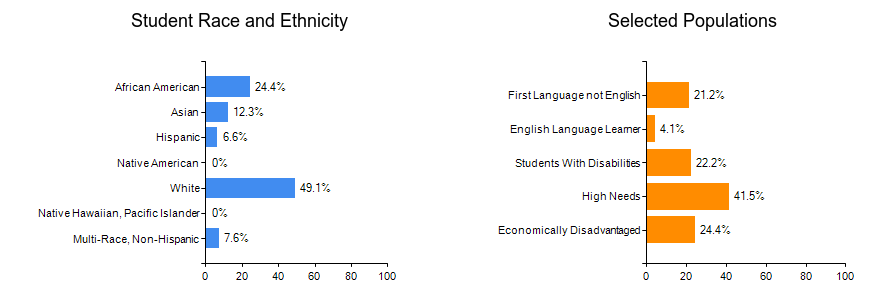 Student Race and Ethnicity
African American 24.4%
Asian 12.3%
Hispanic 6.6%
Native American 0%
White 49.1%
Native Hawaiian, Pacific Islander 0%
Multi-Race, Non-Hispanic 7.6%
0 20 40 60 80 100
Selected Populations
First Language not English 21.2%
English Language Learner 4.1%
Students With Disabilities 22.2%
High Needs 41.5%
Economically Disadvantaged 24.4%
0 20 40 60 80 100